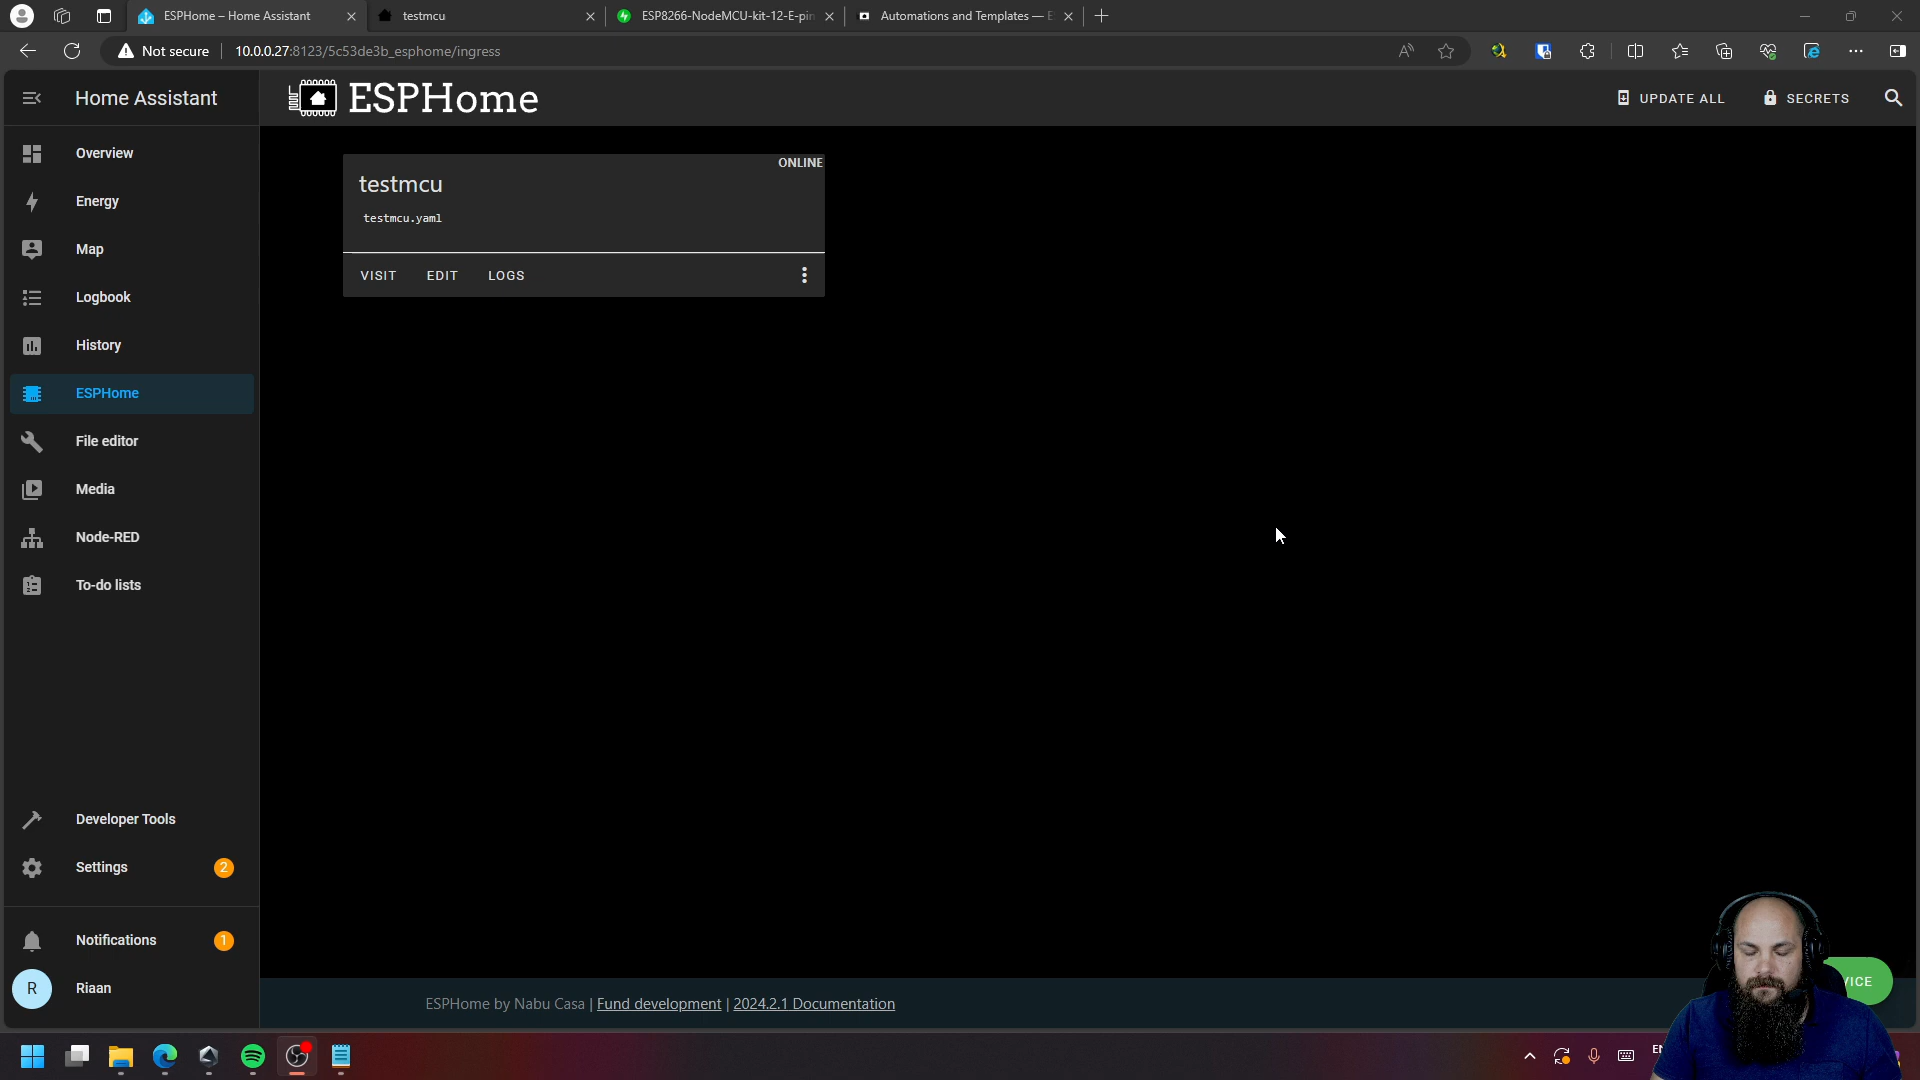 ESPHome – Home Assistant
testmcu
ESP8266-NodeMCU-kit-12-E-pin
Automations and Templates — E
Not secure
10.0.0.27:8123/5c53de3b_esphome/ingress
Home Assistant
ESPHome
UPDATE ALL
SECRETS
Overview
Energy
Map
Logbook
History
ESPHome
File editor
Media
Node-RED
To-do lists
Developer Tools
Settings 2
Notifications 1
R Riaan
ONLINE
testmcu
testmcu.yaml
VISIT EDIT LOGS
ESPHome by Nabu Casa | Fund development | 2024.2.1 Documentation